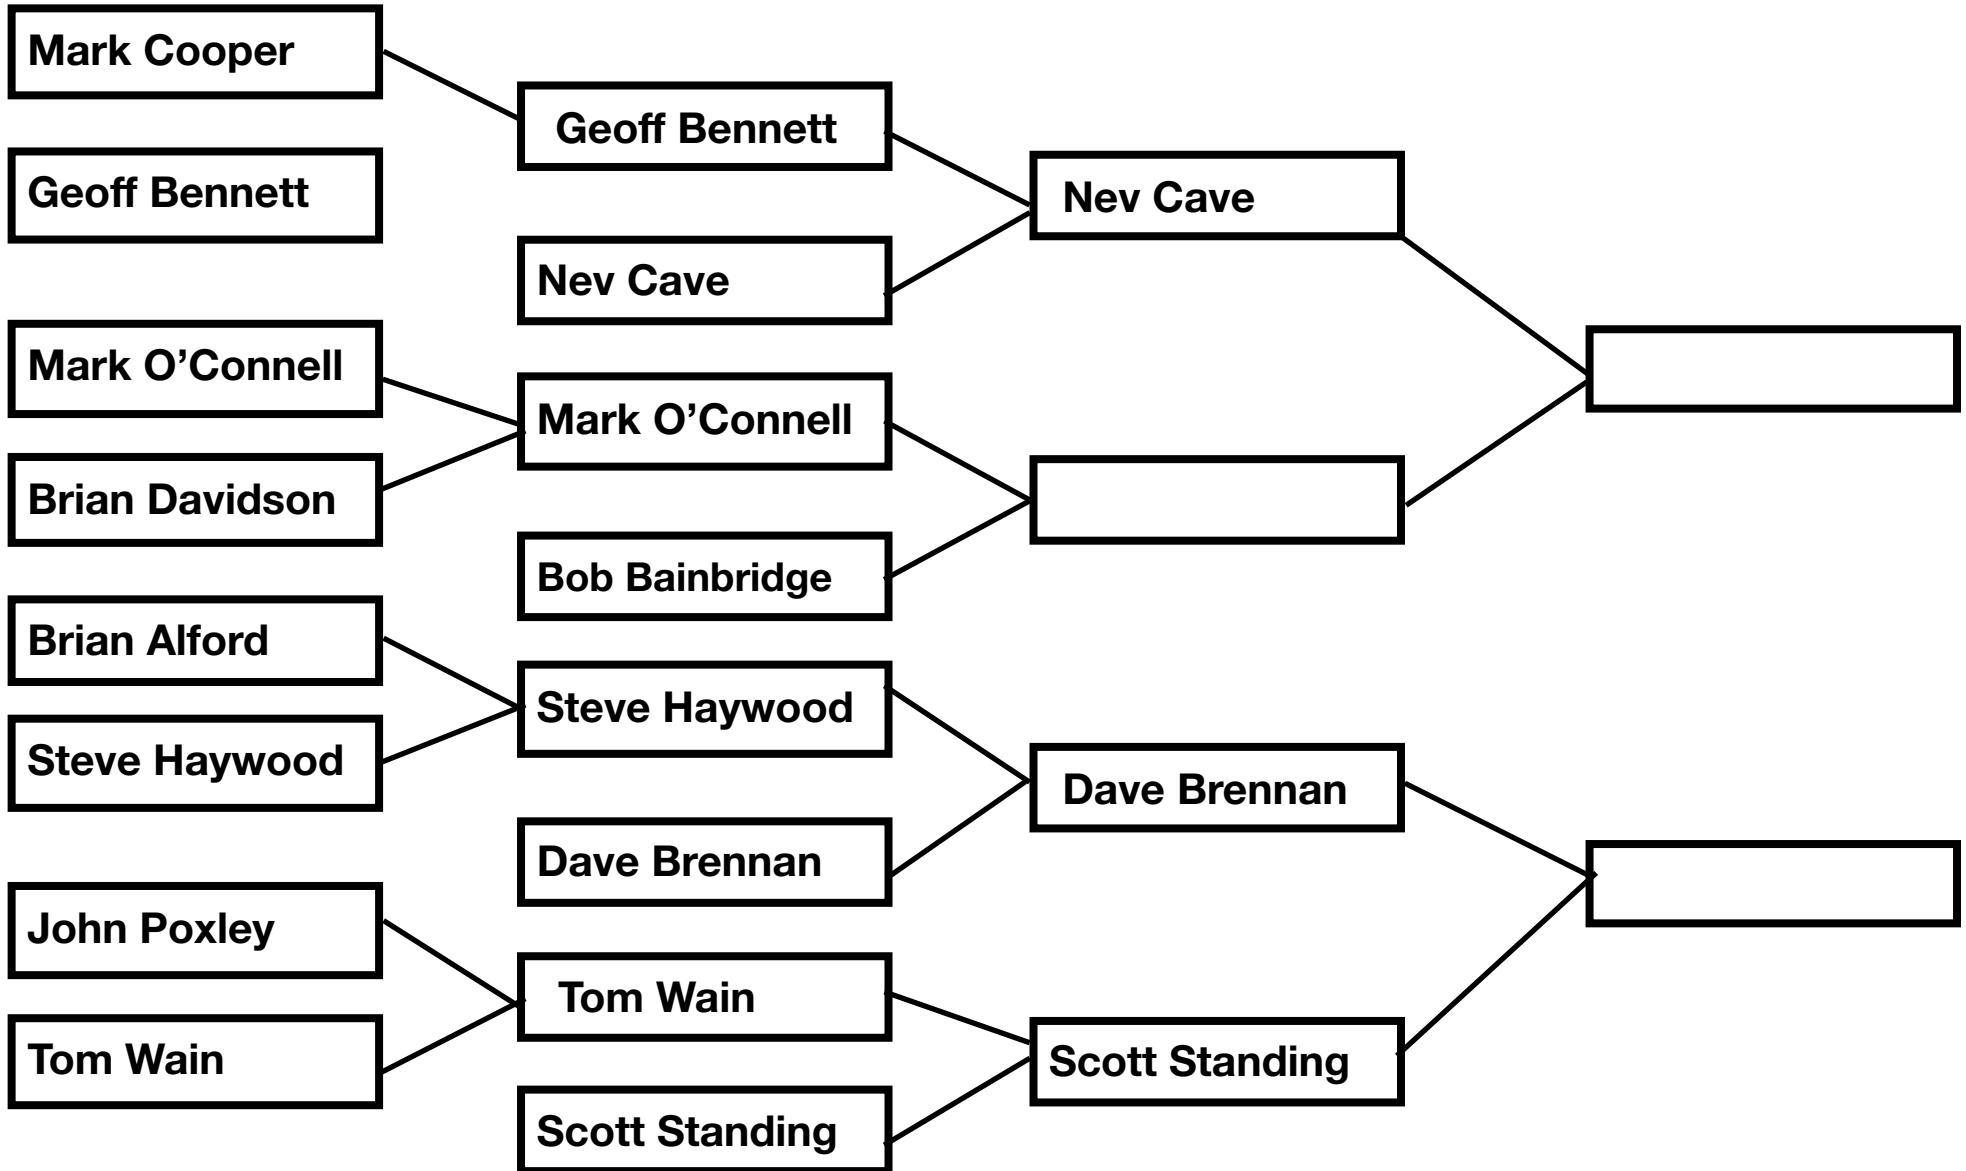 Mark Cooper
Geoff Bennett
Mark O’Connell
Brian Davidson
Brian Alford
Steve Haywood
John Poxley
Tom Wain
Geoff Bennett
Nev Cave
Mark O’Connell
Bob Bainbridge
Steve Haywood
Dave Brennan
Tom Wain
Scott Standing
Nev Cave
Dave Brennan
Scott Standing